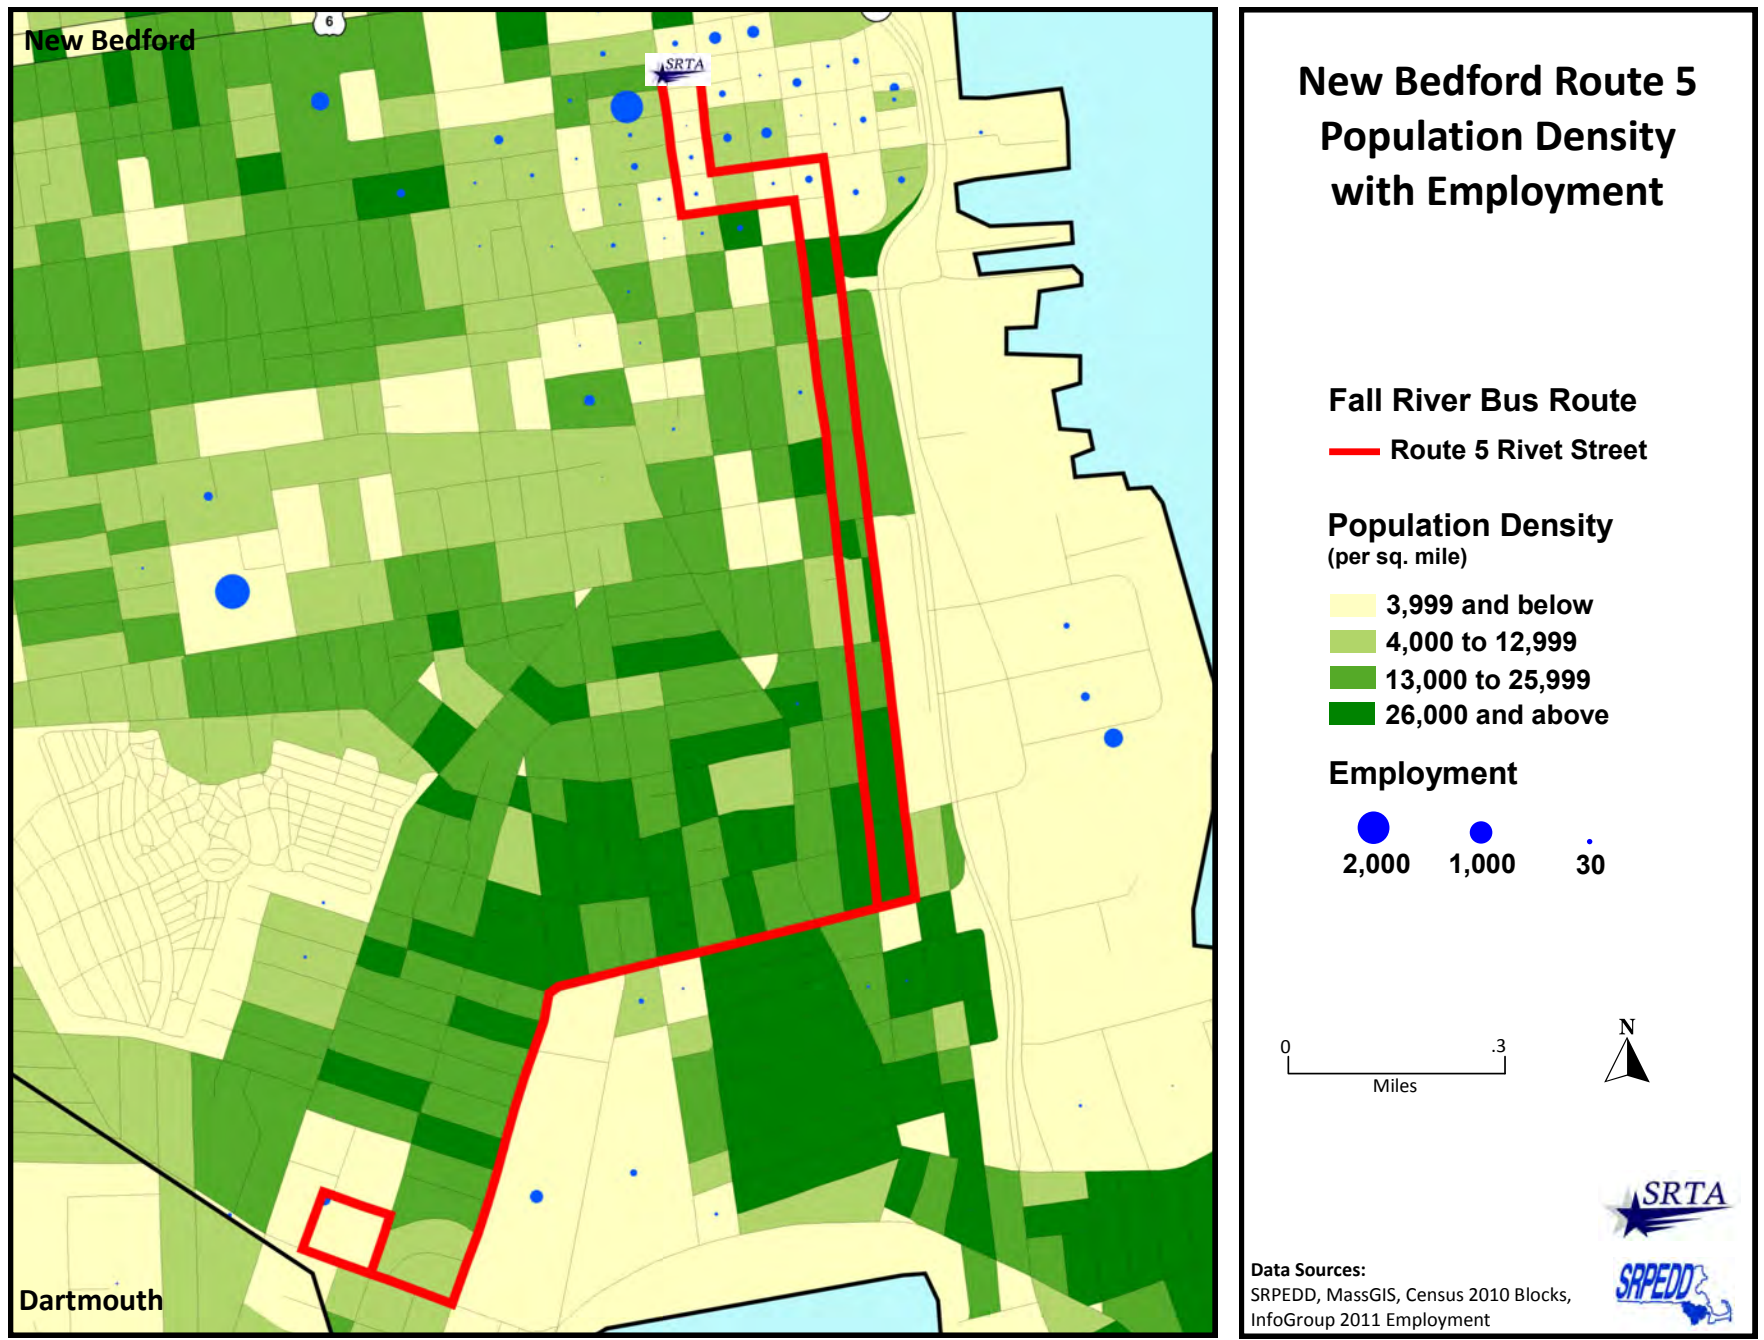 New Bedford
6
SRTA
Dartmouth
New Bedford Route 5
Population Density
with Employment
Fall River Bus Route
Route 5 Rivet Street
Population Density
(per sq. mile)
3,999 and below
4,000 to 12,999
13,000 to 25,999
26,000 and above
Employment
2,000 1,000 30
0 .3
Miles
N
SRTA
SRPEDD
Data Sources:
SRPEDD, MassGIS, Census 2010 Blocks,
InfoGroup 2011 Employment